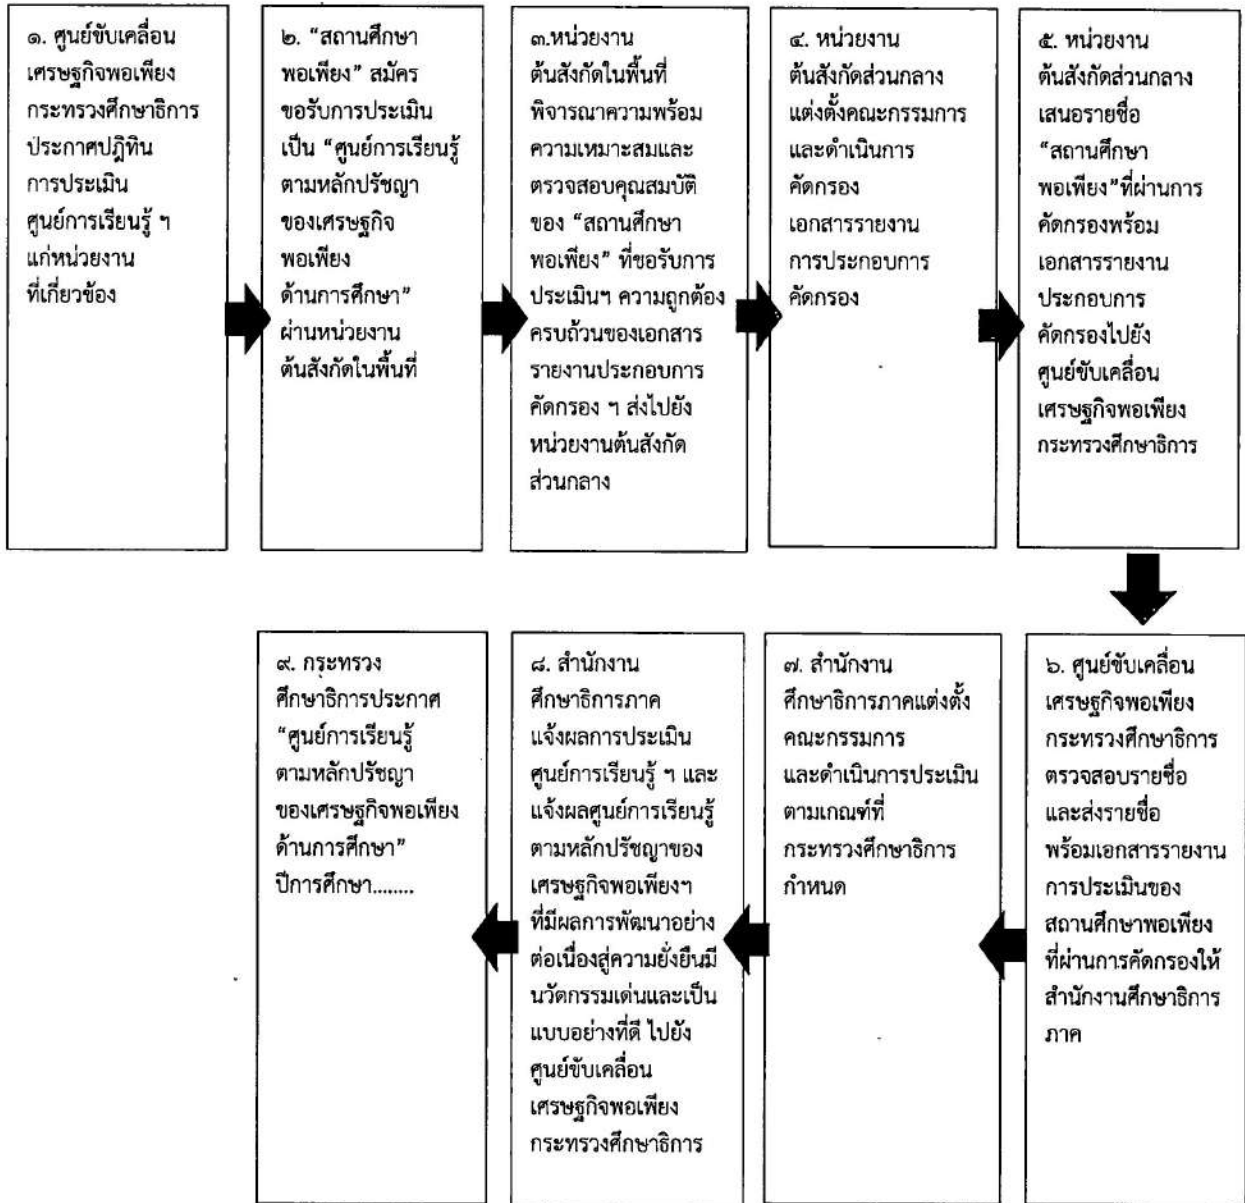 ๑. ศูนย์ขับเคลื่อน
เศรษฐกิจพอเพียง
กระทรวงศึกษาธิการ
ประกาศปฏิทิน
การประเมิน
ศูนย์การเรียนรู้ ฯ
แก่หน่วยงาน
ที่เกี่ยวข้อง
๒. “สถานศึกษา
พอเพียง” สมัคร
ขอรับการประเมิน
เป็น “ศูนย์การเรียนรู้
ตามหลักปรัชญา
ของเศรษฐกิจ
พอเพียง
ด้านการศึกษา”
ผ่านหน่วยงาน
ต้นสังกัดในพื้นที่
๓.หน่วยงาน
ต้นสังกัดในพื้นที่
พิจารณาความพร้อม
ความเหมาะสมและ
ตรวจสอบคุณสมบัติ
ของ “สถานศึกษา
พอเพียง” ที่ขอรับการ
ประเมินฯ ความถูกต้อง
ครบถ้วนของเอกสาร
รายงานประกอบการ
คัดกรอง ฯ ส่งไปยัง
หน่วยงานต้นสังกัด
ส่วนกลาง
๔. หน่วยงาน
ต้นสังกัดส่วนกลาง
แต่งตั้งคณะกรรมการ
และดำเนินการ
คัดกรอง
เอกสารรายงาน
การประกอบการ
คัดกรอง
๕. หน่วยงาน
ต้นสังกัดส่วนกลาง
เสนอรายชื่อ
“สถานศึกษา
พอเพียง”ที่ผ่านการ
คัดกรองพร้อม
เอกสารรายงาน
ประกอบการ
คัดกรองไปยัง
ศูนย์ขับเคลื่อน
เศรษฐกิจพอเพียง
กระทรวงศึกษาธิการ
๖. ศูนย์ขับเคลื่อน
เศรษฐกิจพอเพียง
กระทรวงศึกษาธิการ
ตรวจสอบรายชื่อ
และส่งรายชื่อ
พร้อมเอกสารรายงาน
การประเมินของ
สถานศึกษาพอเพียง
ที่ผ่านการคัดกรองให้
สำนักงานศึกษาธิการ
ภาค
๗. สำนักงาน
ศึกษาธิการภาคแต่งตั้ง
คณะกรรมการ
และดำเนินการประเมิน
ตามเกณฑ์ที่
กระทรวงศึกษาธิการ
กำหนด
๘. สำนักงาน
ศึกษาธิการภาค
แจ้งผลการประเมิน
ศูนย์การเรียนรู้ ฯ และ
แจ้งผลศูนย์การเรียนรู้
ตามหลักปรัชญาของ
เศรษฐกิจพอเพียงฯ
ที่มีผลการพัฒนาอย่าง
ต่อเนื่องสู่ความยั่งยืนมี
นวัตกรรมเด่นและเป็น
แบบอย่างที่ดี ไปยัง
ศูนย์ขับเคลื่อน
เศรษฐกิจพอเพียง
กระทรวงศึกษาธิการ
๙. กระทรวง
ศึกษาธิการประกาศ
“ศูนย์การเรียนรู้
ตามหลักปรัชญา
ของเศรษฐกิจพอเพียง
ด้านการศึกษา”
ปีการศึกษา........